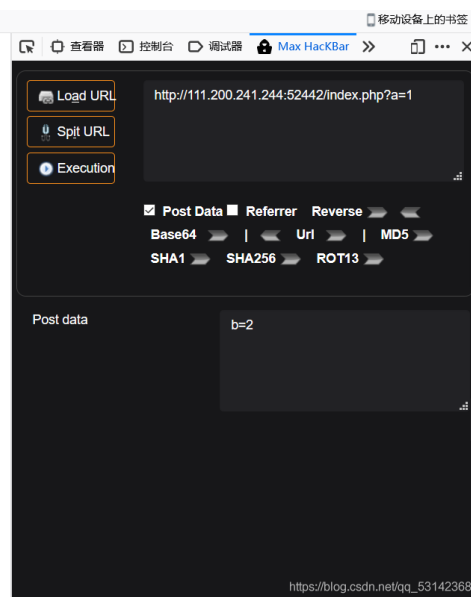 移动设备上的书签
查看器 控制台 调试器 Max HacKBar
Load URL
http://111.200.241.244:52442/index.php?a=1
Spit URL
Execution
Post Data Referrer Reverse
Base64 | Url | MD5
SHA1 SHA256 ROT13
Post data
b=2
https://blog.csdn.net/qq_53142368